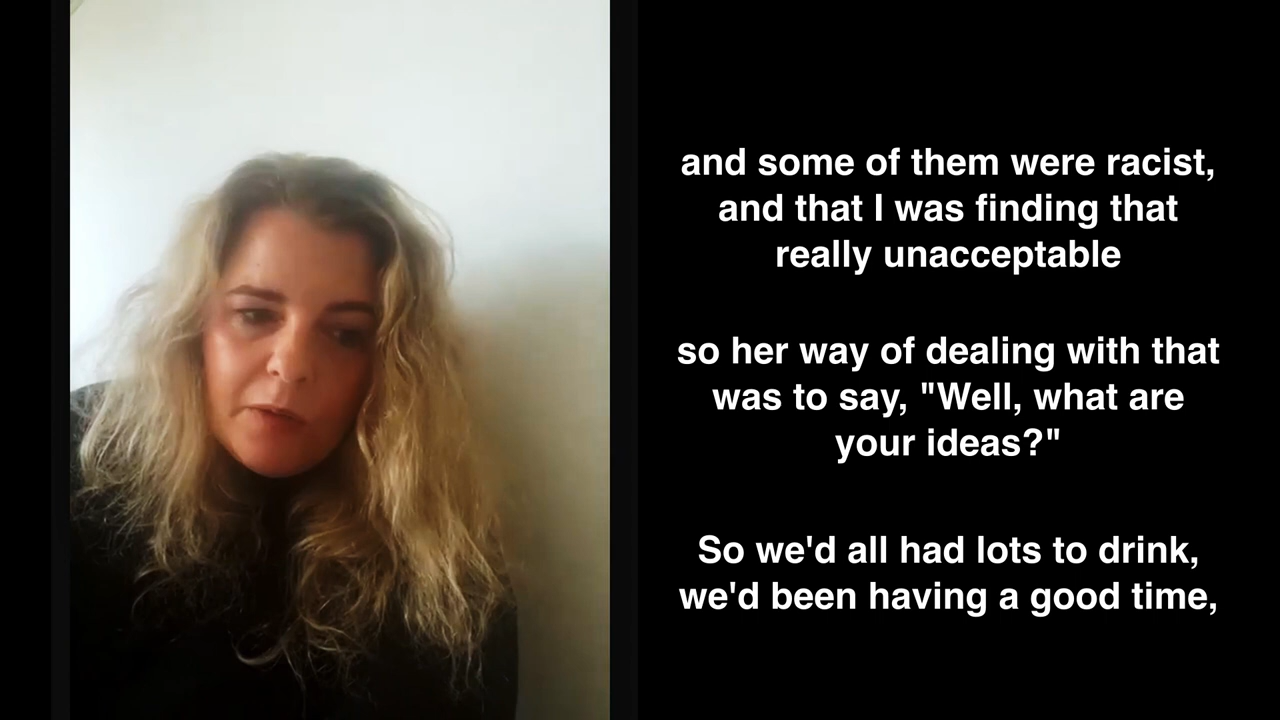 and some of them were racist,
and that I was finding that
really unacceptable
so her way of dealing with that
was to say, "Well, what are
your ideas?"
So we'd all had lots to drink,
we'd been having a good time,